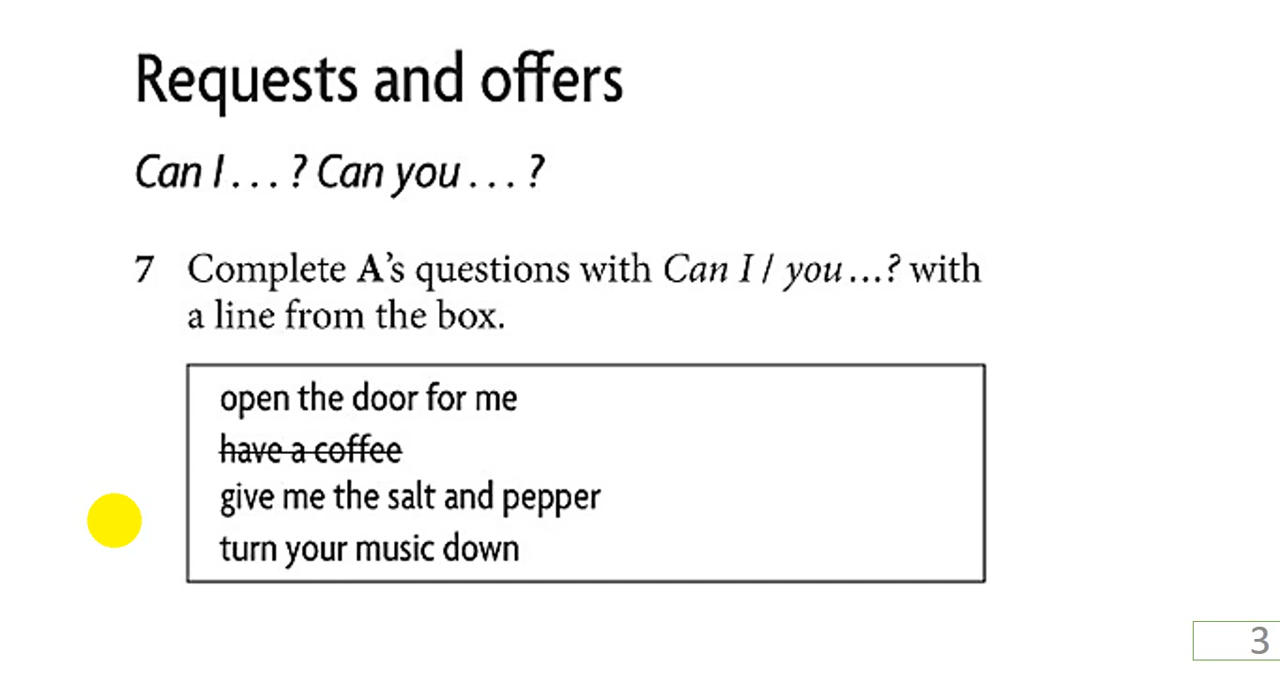 Requests and offers
Can I . . . ? Can you . . . ?
7 Complete A's questions with Can I / you ...? with
a line from the box.
open the door for me
have a coffee
give me the salt and pepper
turn your music down
3